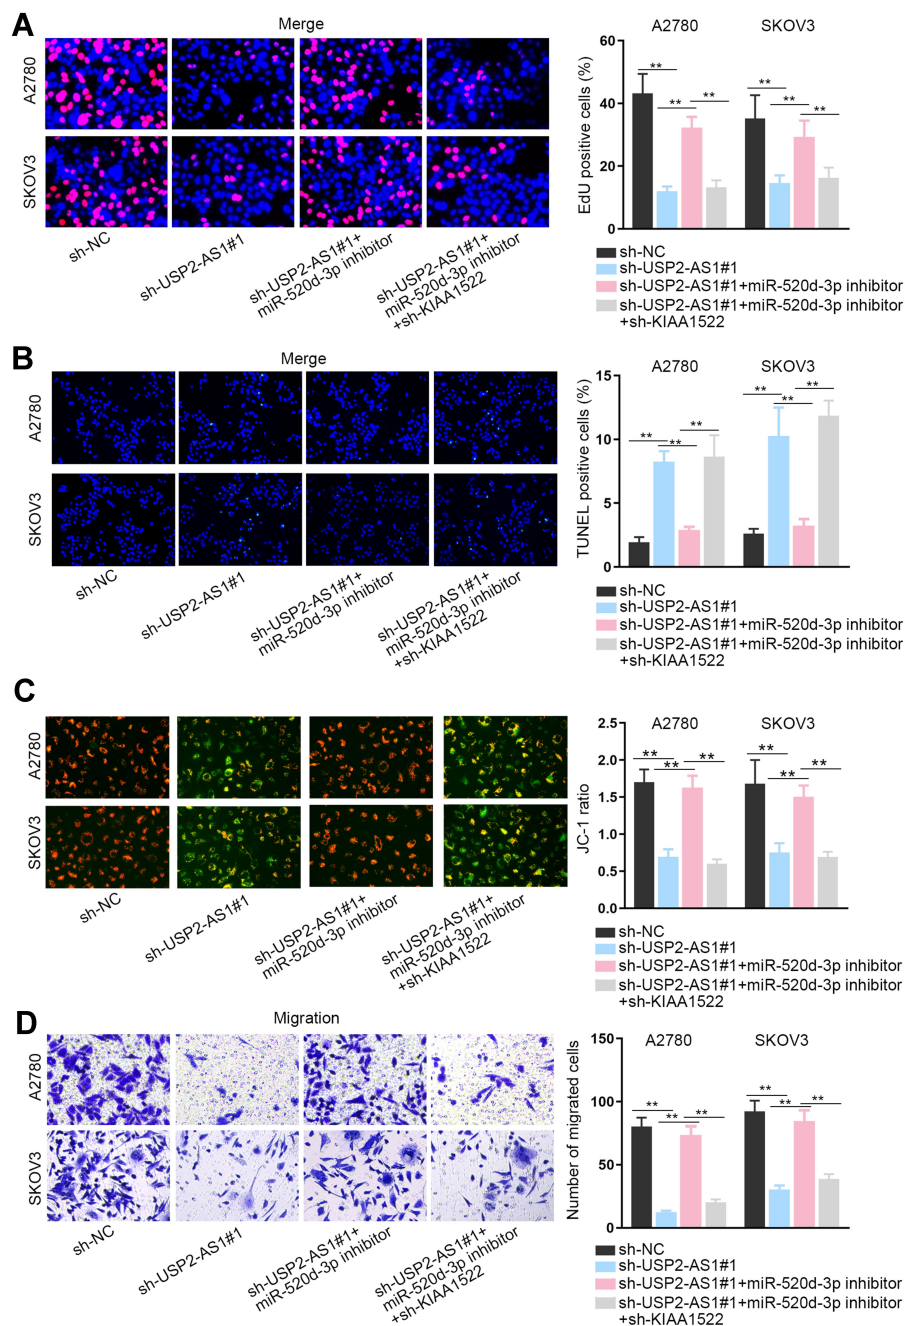 A
Merge
A2780
SKOV3
sh-NC
sh-USP2-AS1#1
sh-USP2-AS1#1+
miR-520d-3p inhibitor
sh-USP2-AS1#1+
miR-520d-3p inhibitor
+sh-KIAA1522
A2780
SKOV3
EdU positive cells (%)
60
40
20
0
**
**
**
**
**
**
sh-NC
sh-USP2-AS1#1
sh-USP2-AS1#1+miR-520d-3p inhibitor
sh-USP2-AS1#1+miR-520d-3p inhibitor
+sh-KIAA1522
B
Merge
A2780
SKOV3
sh-NC
sh-USP2-AS1#1
sh-USP2-AS1#1+
miR-520d-3p inhibitor
sh-USP2-AS1#1+
miR-520d-3p inhibitor
+sh-KIAA1522
A2780
SKOV3
TUNEL positive cells (%)
15
10
5
0
**
**
**
**
**
**
sh-NC
sh-USP2-AS1#1
sh-USP2-AS1#1+miR-520d-3p inhibitor
sh-USP2-AS1#1+miR-520d-3p inhibitor
+sh-KIAA1522
C
A2780
SKOV3
sh-NC
sh-USP2-AS1#1
sh-USP2-AS1#1+
miR-520d-3p inhibitor
sh-USP2-AS1#1+
miR-520d-3p inhibitor
+sh-KIAA1522
A2780
SKOV3
JC-1 ratio
2.5
2.0
1.5
1.0
0.5
0.0
**
**
**
**
**
**
sh-NC
sh-USP2-AS1#1
sh-USP2-AS1#1+miR-520d-3p inhibitor
sh-USP2-AS1#1+miR-520d-3p inhibitor
+sh-KIAA1522
D
Migration
A2780
SKOV3
sh-NC
sh-USP2-AS1#1
sh-USP2-AS1#1+
miR-520d-3p inhibitor
sh-USP2-AS1#1+
miR-520d-3p inhibitor
+sh-KIAA1522
A2780
SKOV3
Number of migrated cells
150
100
50
0
**
**
**
**
**
**
sh-NC
sh-USP2-AS1#1
sh-USP2-AS1#1+miR-520d-3p inhibitor
sh-USP2-AS1#1+miR-520d-3p inhibitor
+sh-KIAA1522